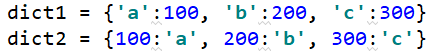 dict1 = {'a':100, 'b':200, 'c':300}
dict2 = {100:'a', 200:'b', 300:'c'}